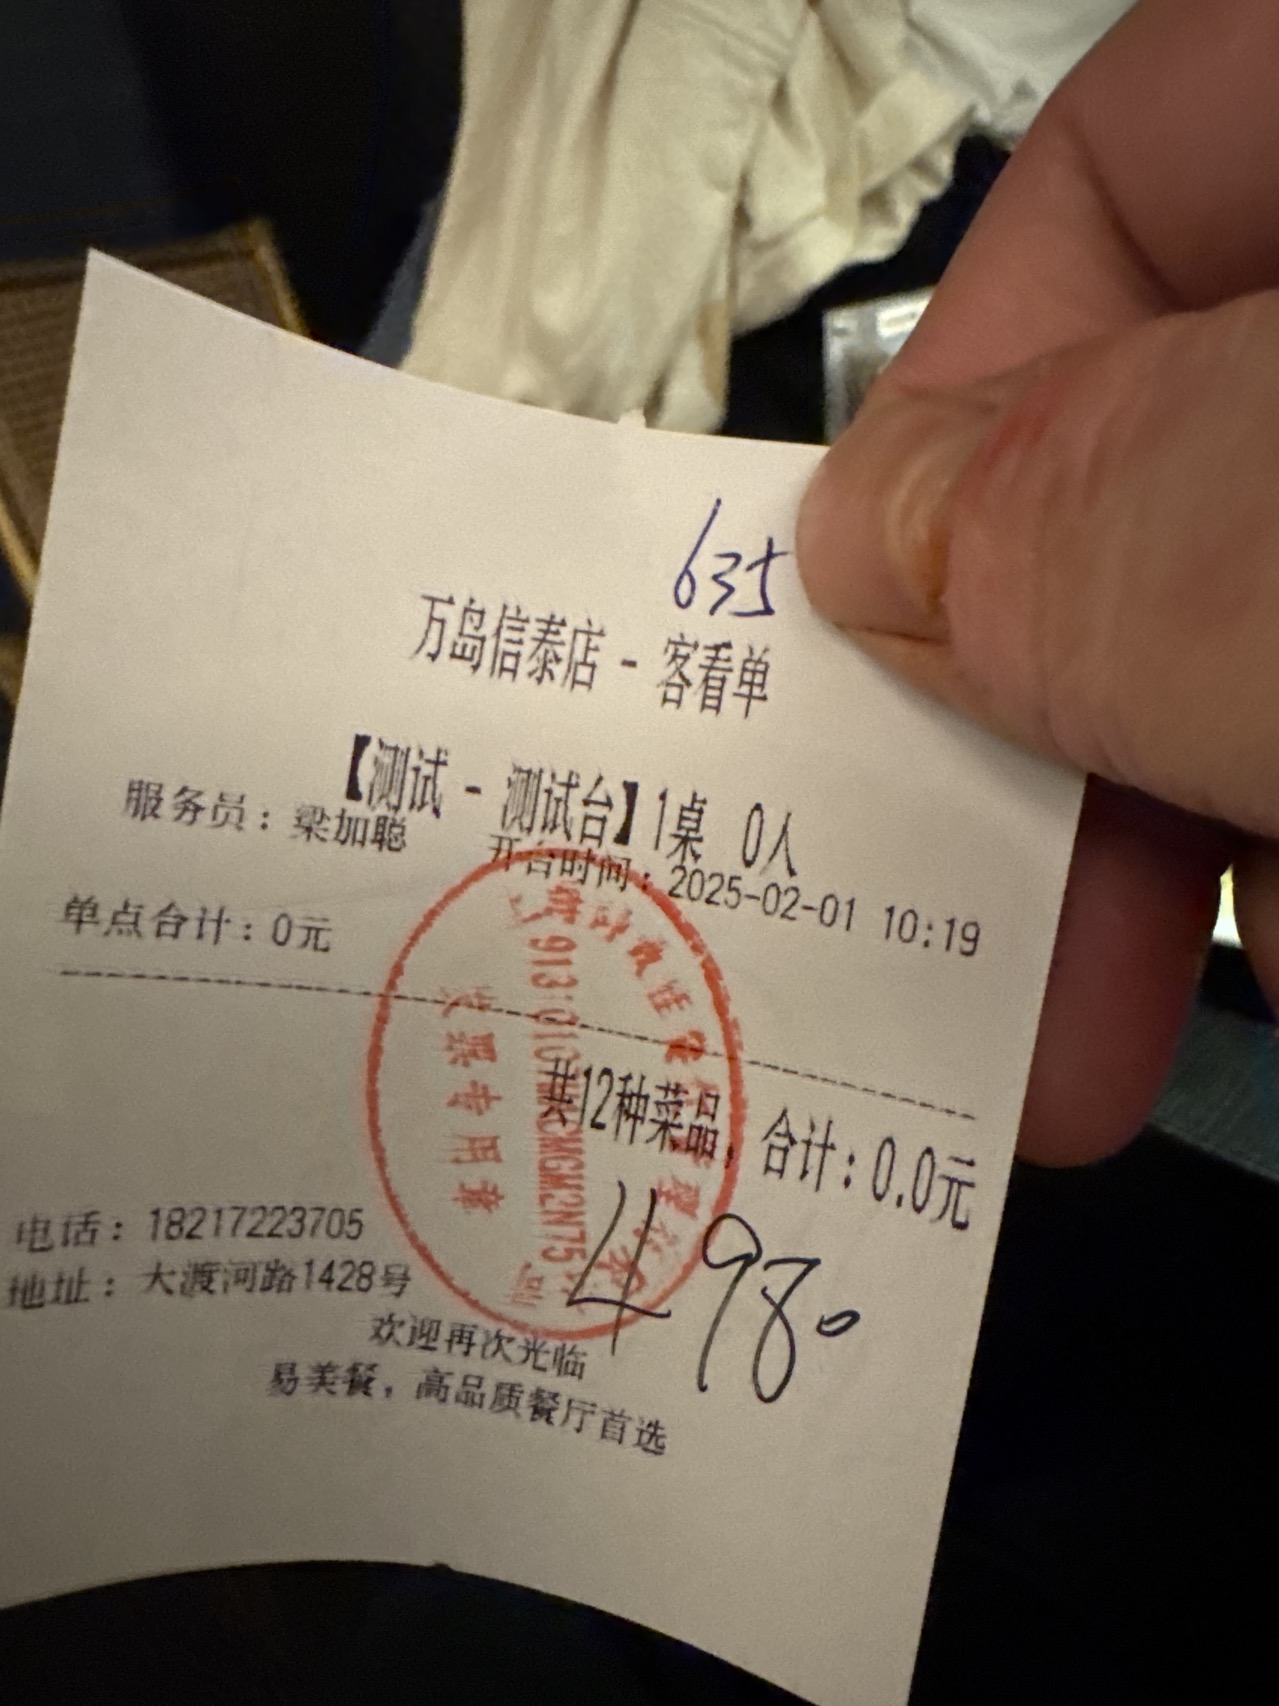 635
万岛信泰店 - 客看单
【测试 - 测试台】1桌 0人
服务员：梁加聪
开台时间：2025-02-01 10:19
单点合计：0元
共12种菜品，合计：0.0元
4980
电话：18217223705
地址：大渡河路1428号
欢迎再次光临
易美餐，高品质餐厅首选
发票专用章